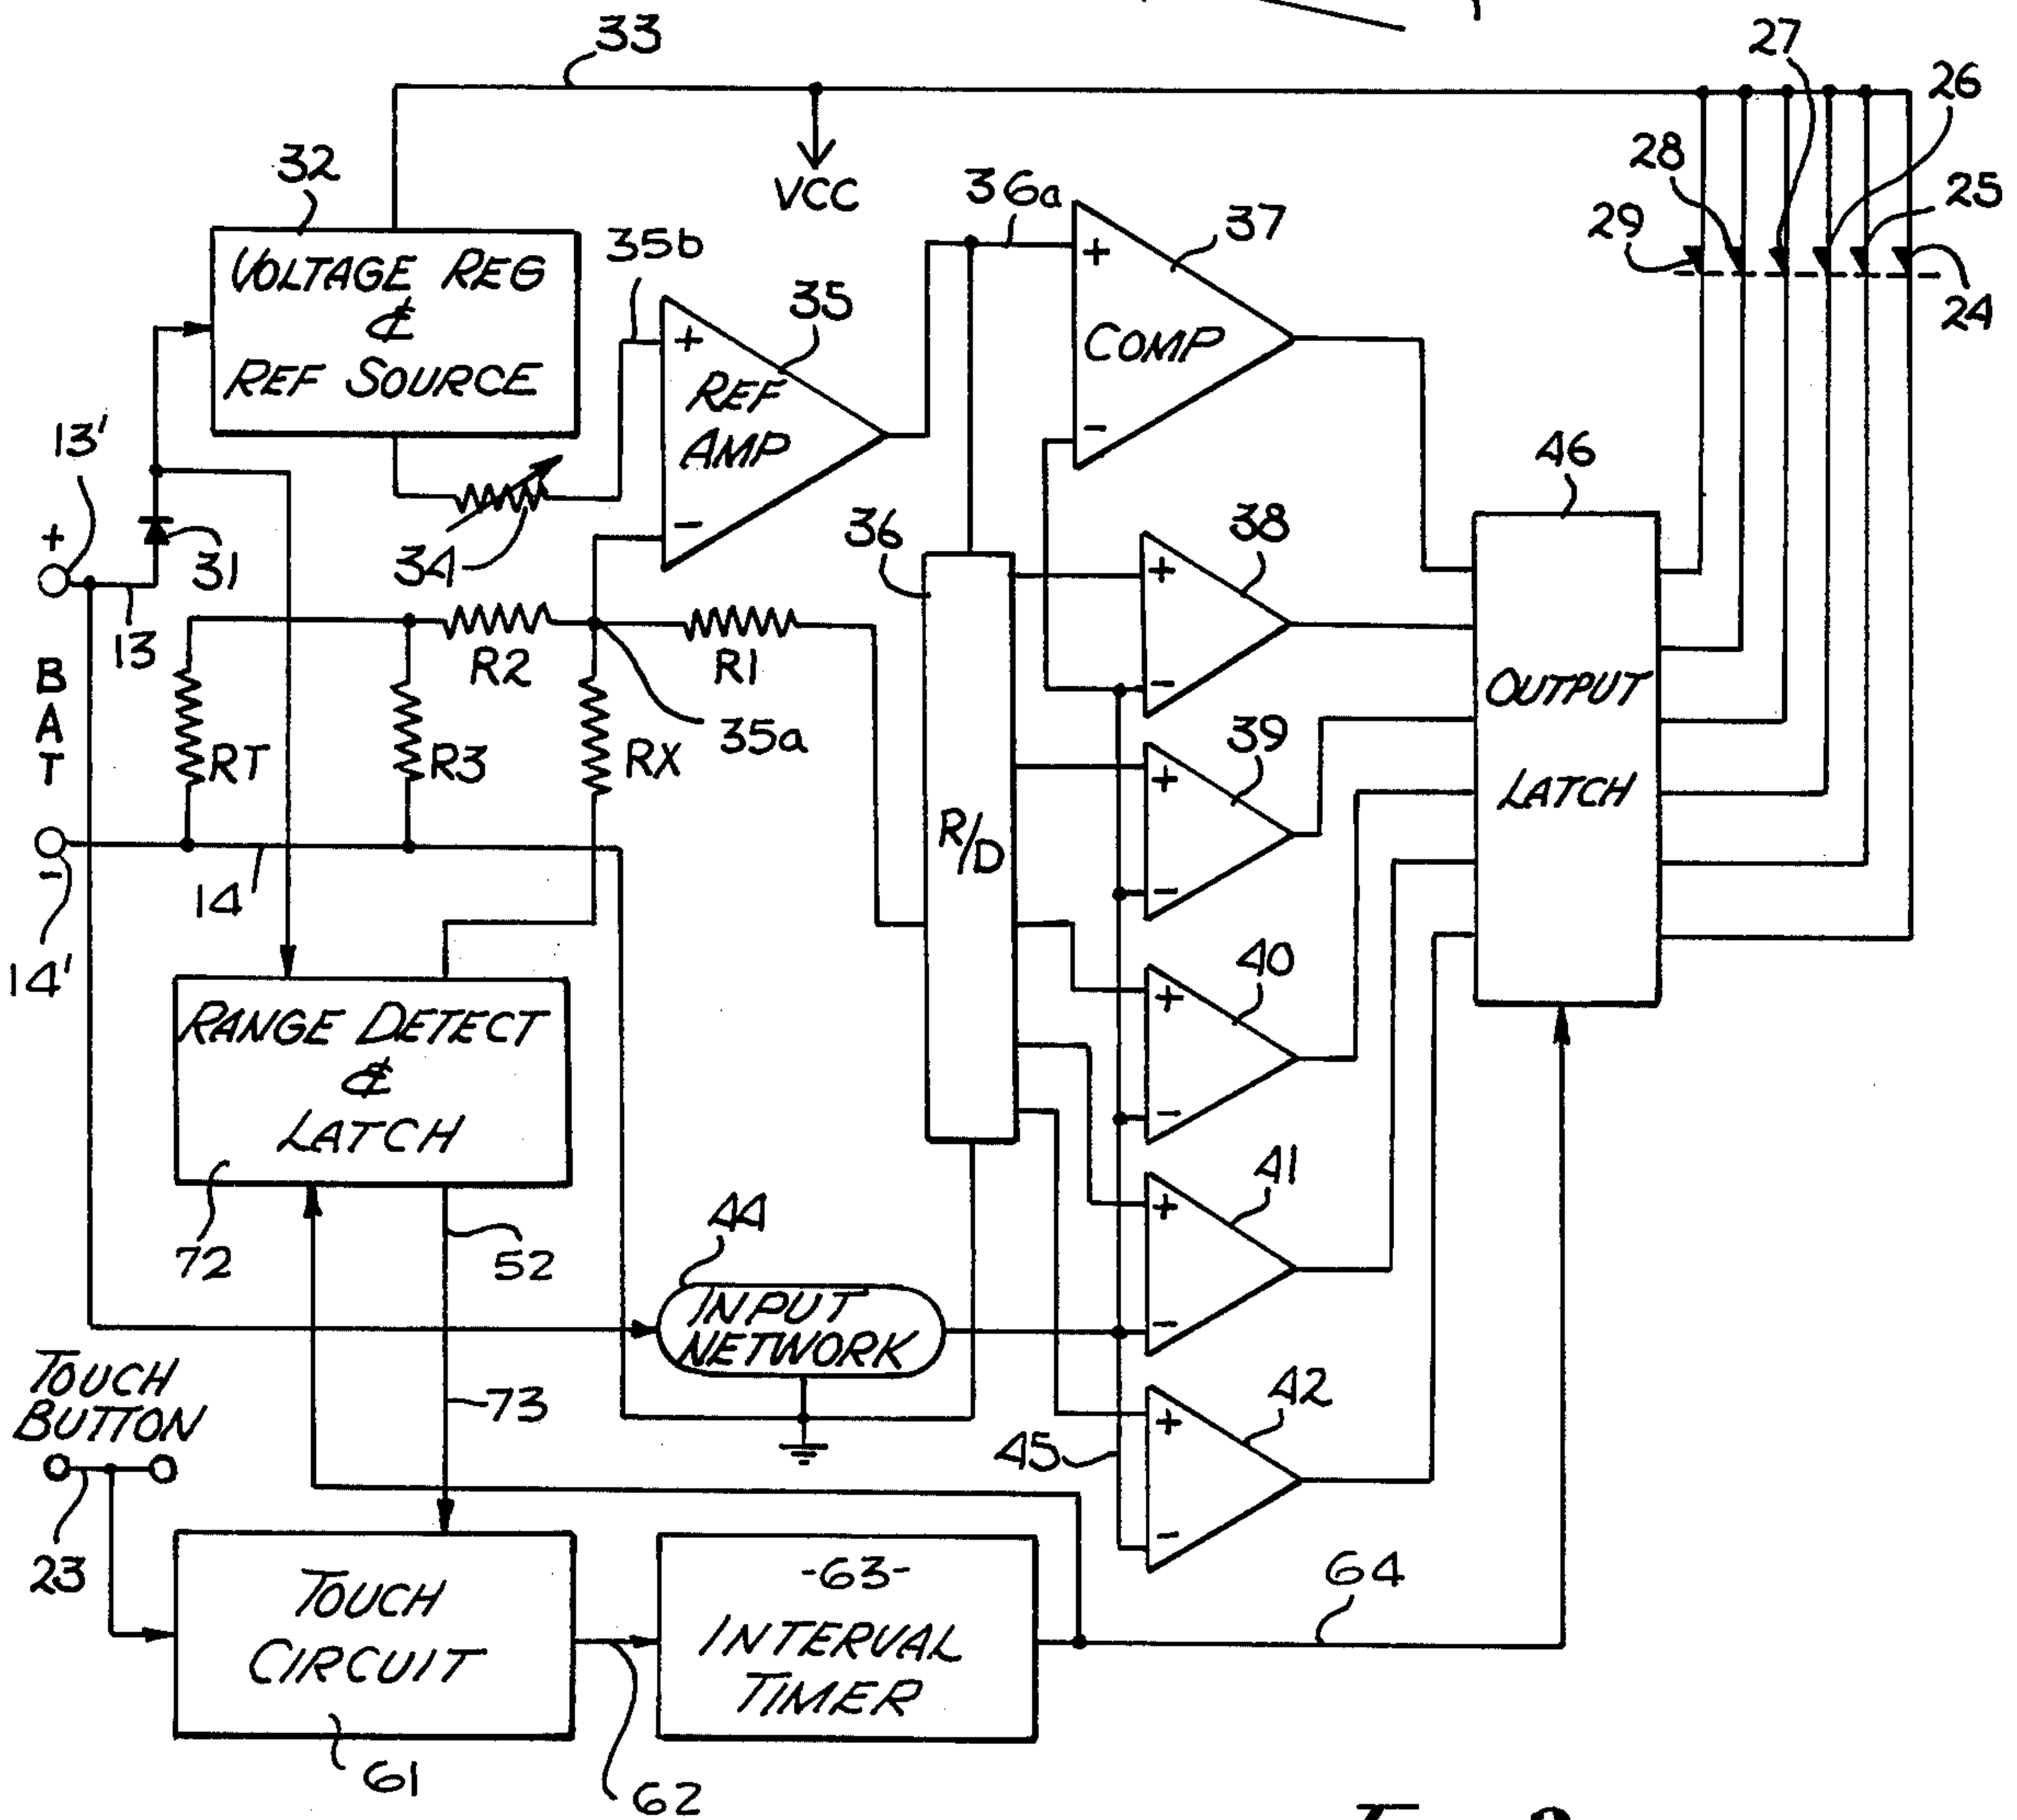 33
27
26
28
25
29
24
32
VCC
36a
37
35b
35
VOLTAGE REG
&
REF SOURCE
+
REF
AMP
-
+
COMP
-
13'
+
31
34
36
38
46
13
R2
R1
35a
B
A
T
RT
R3
RX
+
-
39
OUTPUT
LATCH
R/D
+
-
-
14
14'
40
RANGE DETECT
&
LATCH
+
-
41
72
52
44
INPUT
NETWORK
+
-
TOUCH
BUTTON
73
42
45
+
-
23
64
TOUCH
CIRCUIT
-63-
INTERVAL
TIMER
61
62